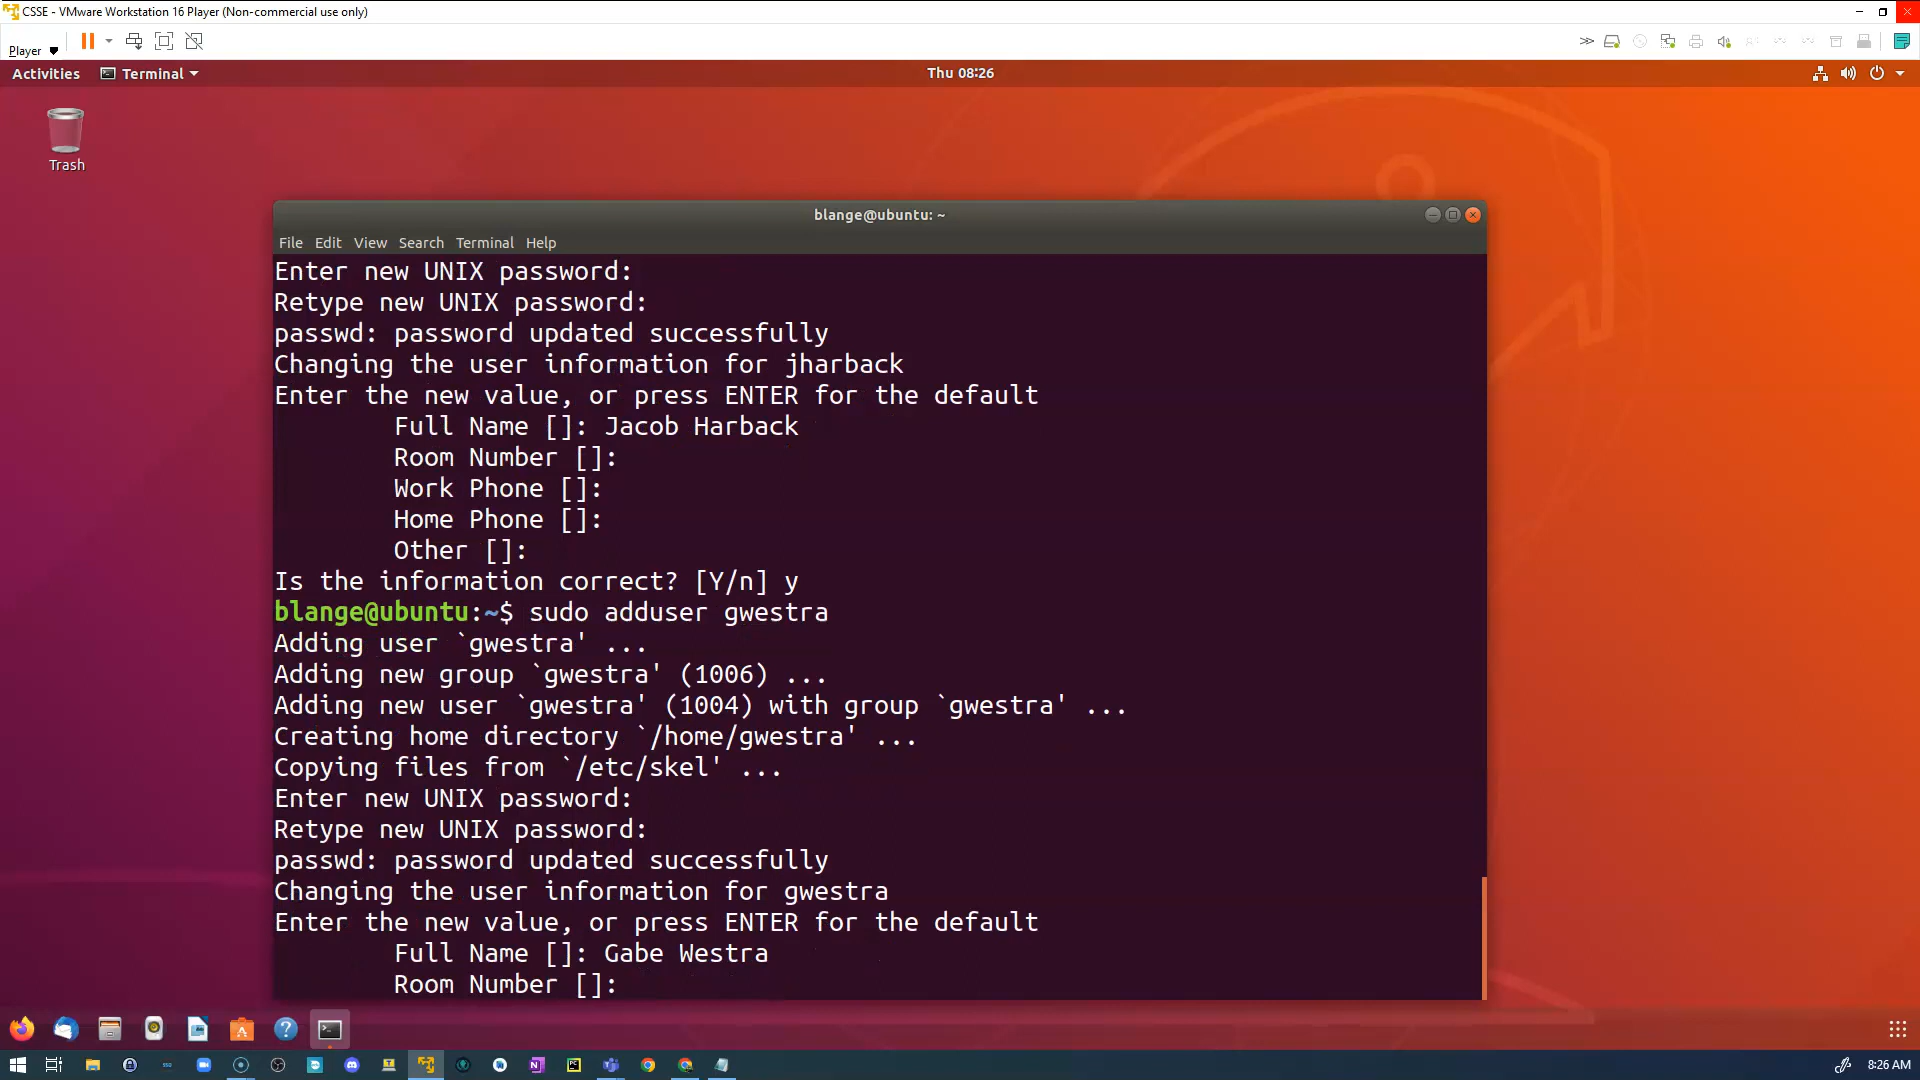 CSSE - VMware Workstation 16 Player (Non-commercial use only)
Player
Activities
Terminal
Thu 08:26
Trash
blange@ubuntu: ~
File Edit View Search Terminal Help
Enter new UNIX password:
Retype new UNIX password:
passwd: password updated successfully
Changing the user information for jharback
Enter the new value, or press ENTER for the default
Full Name []: Jacob Harback
Room Number []:
Work Phone []:
Home Phone []:
Other []:
Is the information correct? [Y/n] y
blange@ubuntu:~$ sudo adduser gwestra
Adding user `gwestra' ...
Adding new group `gwestra' (1006) ...
Adding new user `gwestra' (1004) with group `gwestra' ...
Creating home directory `/home/gwestra' ...
Copying files from `/etc/skel' ...
Enter new UNIX password:
Retype new UNIX password:
passwd: password updated successfully
Changing the user information for gwestra
Enter the new value, or press ENTER for the default
Full Name []: Gabe Westra
Room Number []:
8:26 AM